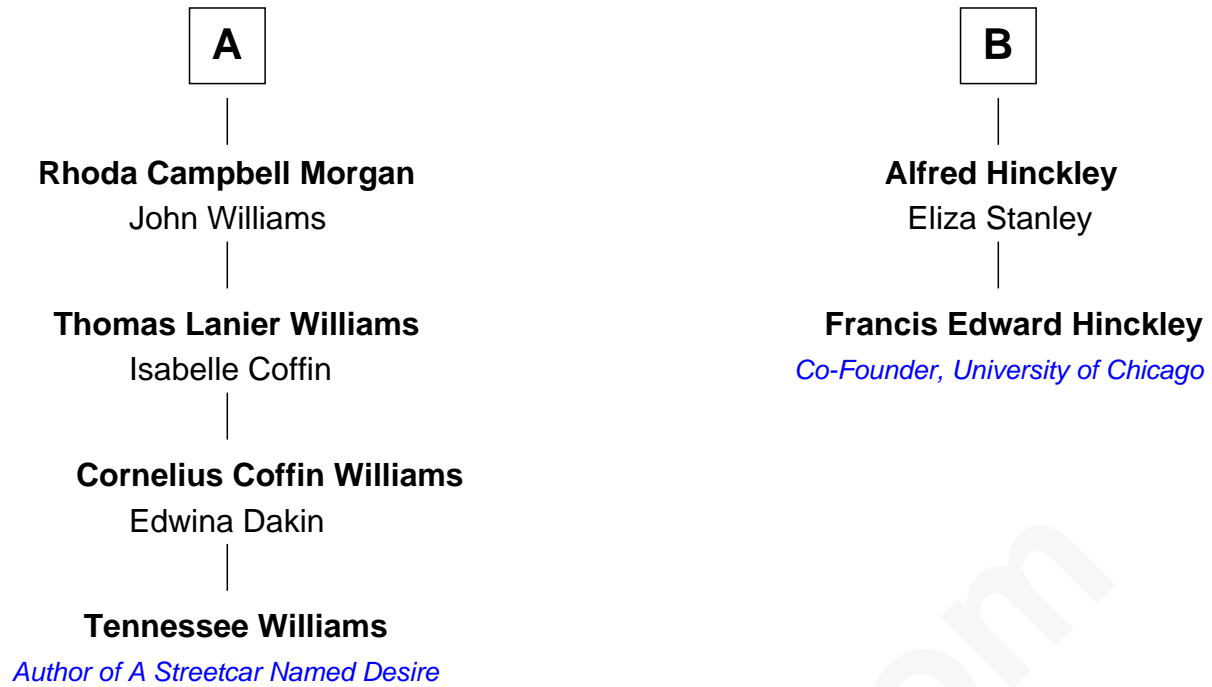 A
Rhoda Campbell Morgan
John Williams
Thomas Lanier Williams
Isabelle Coffin
Cornelius Coffin Williams
Edwina Dakin
Tennessee Williams
Author of A Streetcar Named Desire
B
Alfred Hinckley
Eliza Stanley
Francis Edward Hinckley
Co-Founder, University of Chicago
om